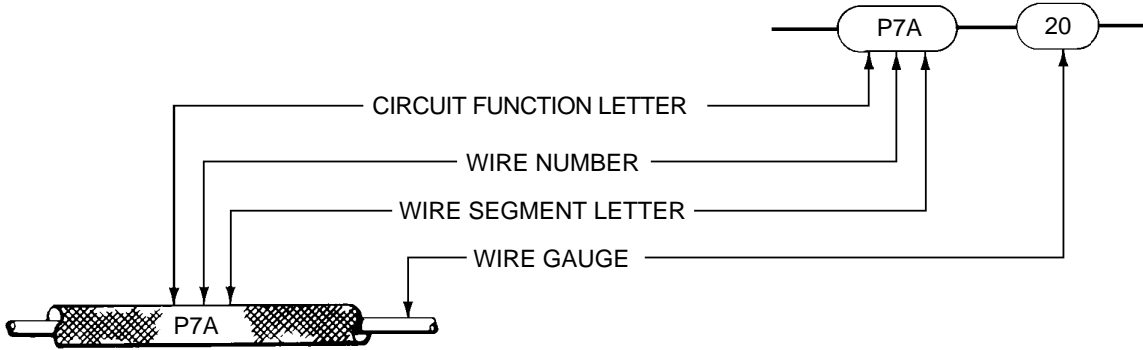 P7A 20
CIRCUIT FUNCTION LETTER
WIRE NUMBER
WIRE SEGMENT LETTER
WIRE GAUGE
P7A